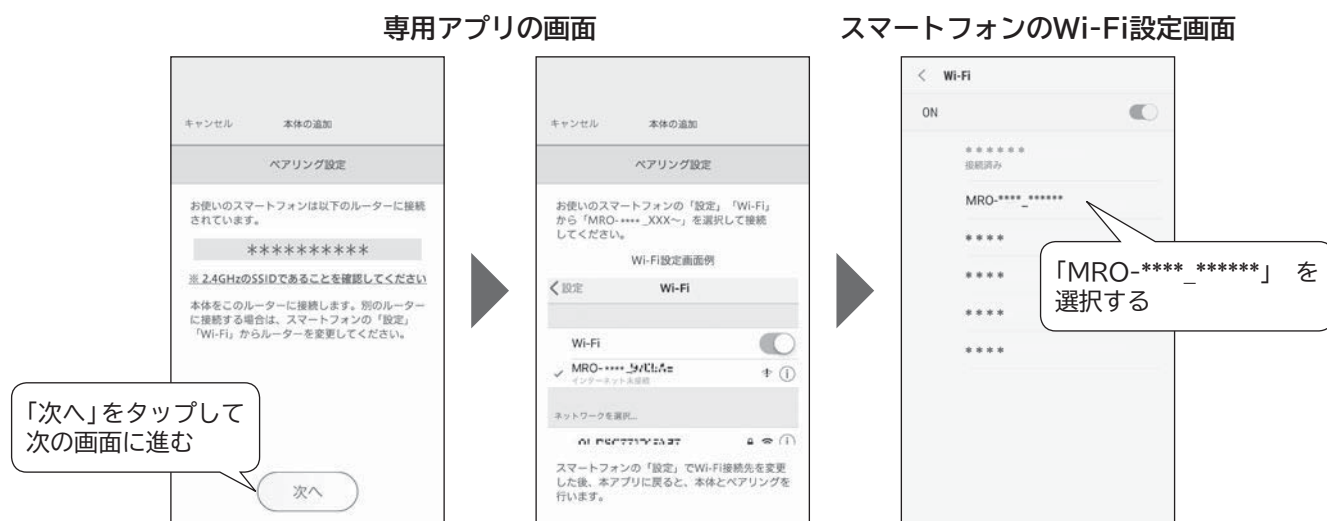 専用アプリの画面
キャンセル 本体の追加
ペアリング設定
お使いのスマートフォンは以下のルーターに接続
されています。
**********
※ 2.4GHzのSSIDであることを確認してください
本体をこのルーターに接続します。別のルーター
に接続する場合は、スマートフォンの「設定」
「Wi-Fi」からルーターを変更してください。
「次へ」をタップして
次の画面に進む
次へ
キャンセル 本体の追加
ペアリング設定
お使いのスマートフォンの「設定」「Wi-Fi」
から「MRO-****_XXX～」を選択して接続
してください。
Wi-Fi設定画面例
設定 Wi-Fi
Wi-Fi
MRO-****_
インターネット未接続
ネットワークを選択...
スマートフォンの「設定」でWi-Fi接続先を変更
した後、本アプリに戻ると、本体とペアリングを
行います。
スマートフォンのWi-Fi設定画面
< Wi-Fi
ON
******
接続済み
MRO-****_******
****
****
****
****
「MRO-****_******」 を
選択する